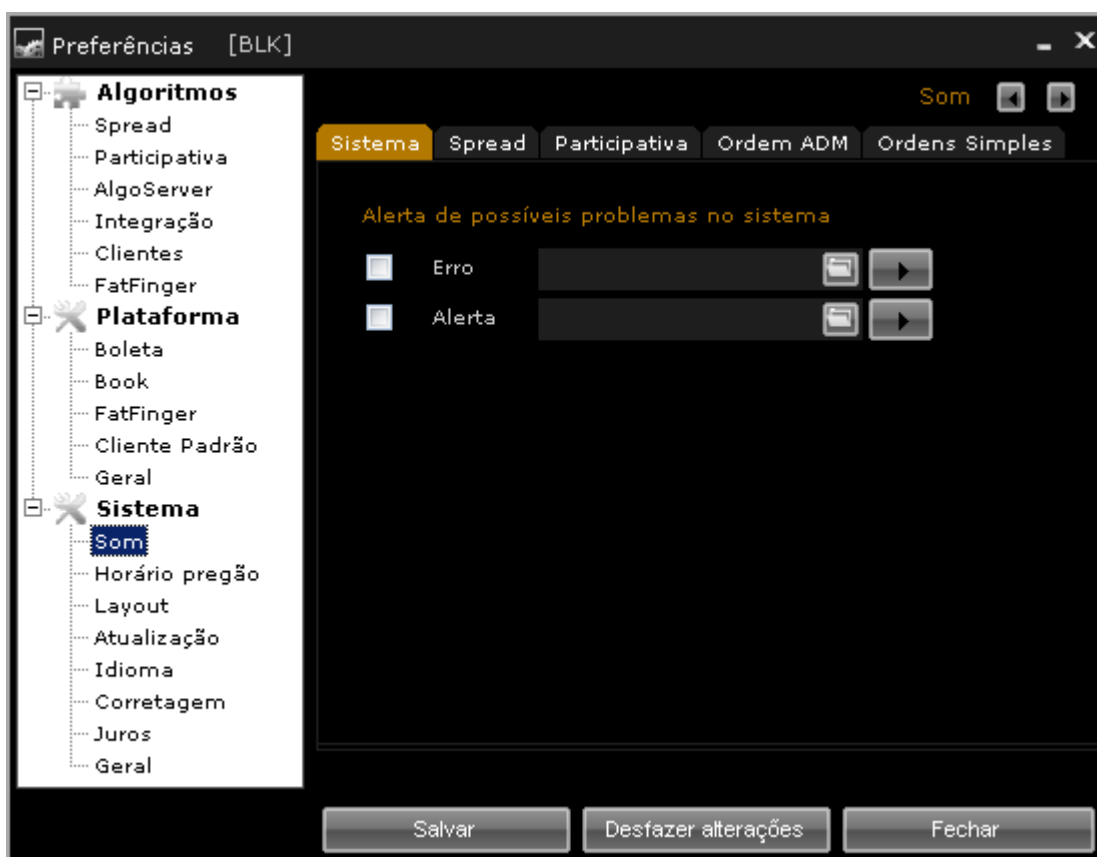 Preferências [BLK]
Algoritmos
Spread
Participativa
AlgoServer
Integração
Clientes
FatFinger
Plataforma
Boleta
Book
FatFinger
Cliente Padrão
Geral
Sistema
Som
Horário pregão
Layout
Atualização
Idioma
Corretagem
Juros
Geral
Som
Sistema Spread Participativa Ordem ADM Ordens Simples
Alerta de possíveis problemas no sistema
Erro
Alerta
Salvar Desfazer alterações Fechar